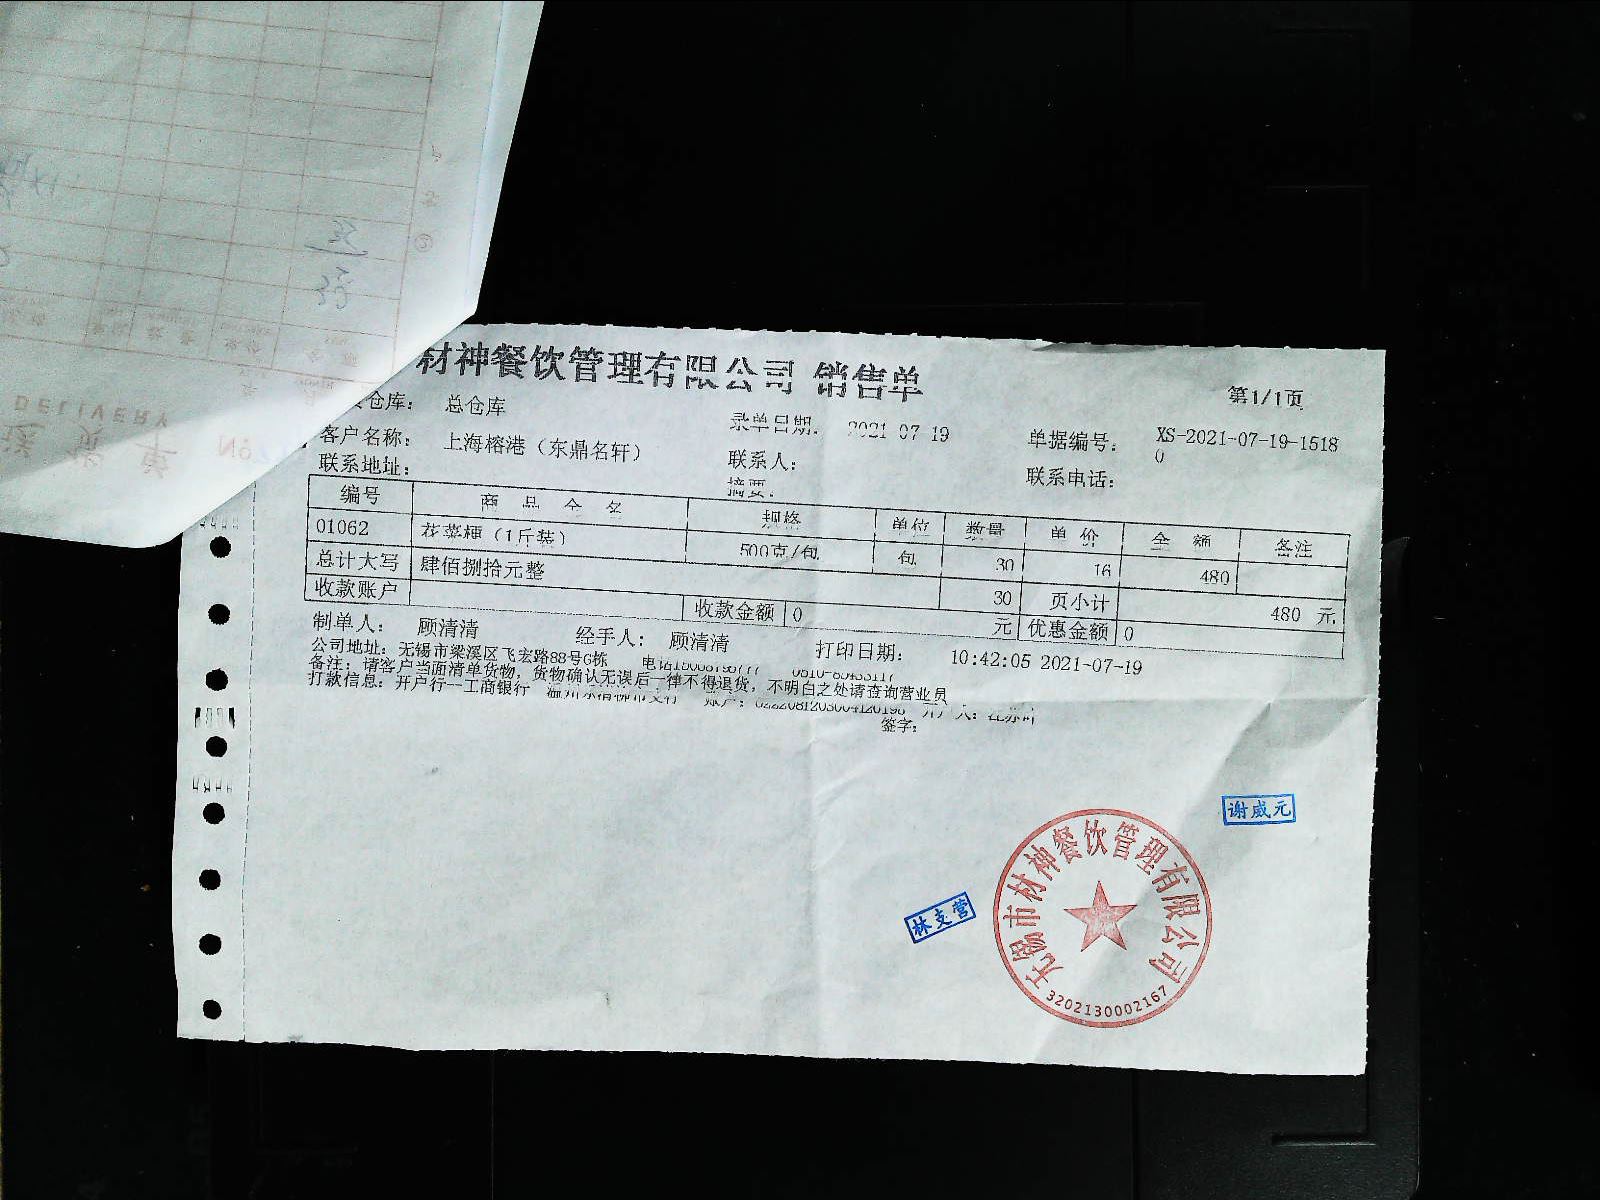 材神餐饮管理有限公司 销售单
第1/1页
仓库: 总仓库
录单日期: 2021-07-19
单据编号: XS-2021-07-19-1518
0
客户名称: 上海榕港（东鼎名轩）
联系人:
联系电话:
联系地址:
摘要:
编号 商品全名 规格 单位 数量 单价 金额 备注
01062 花菜梗（1斤装） 500克/包 包 30 16 480
总计大写 肆佰捌拾元整 30 页小计 480 元
收款账户 收款金额 0 元 优惠金额 0
制单人: 顾清清 经手人: 顾清清 打印日期: 10:42:05 2021-07-19
公司地址: 无锡市梁溪区飞宏路88号G栋 电话
备注: 请客户当面清单货物, 货物确认无误后一律不得退货, 不明白之处请查询营业员
打款信息: 开户行--工商银行
签字:
谢威元
林支营
无锡市材神餐饮管理有限公司
3202130002167
DELIVERY